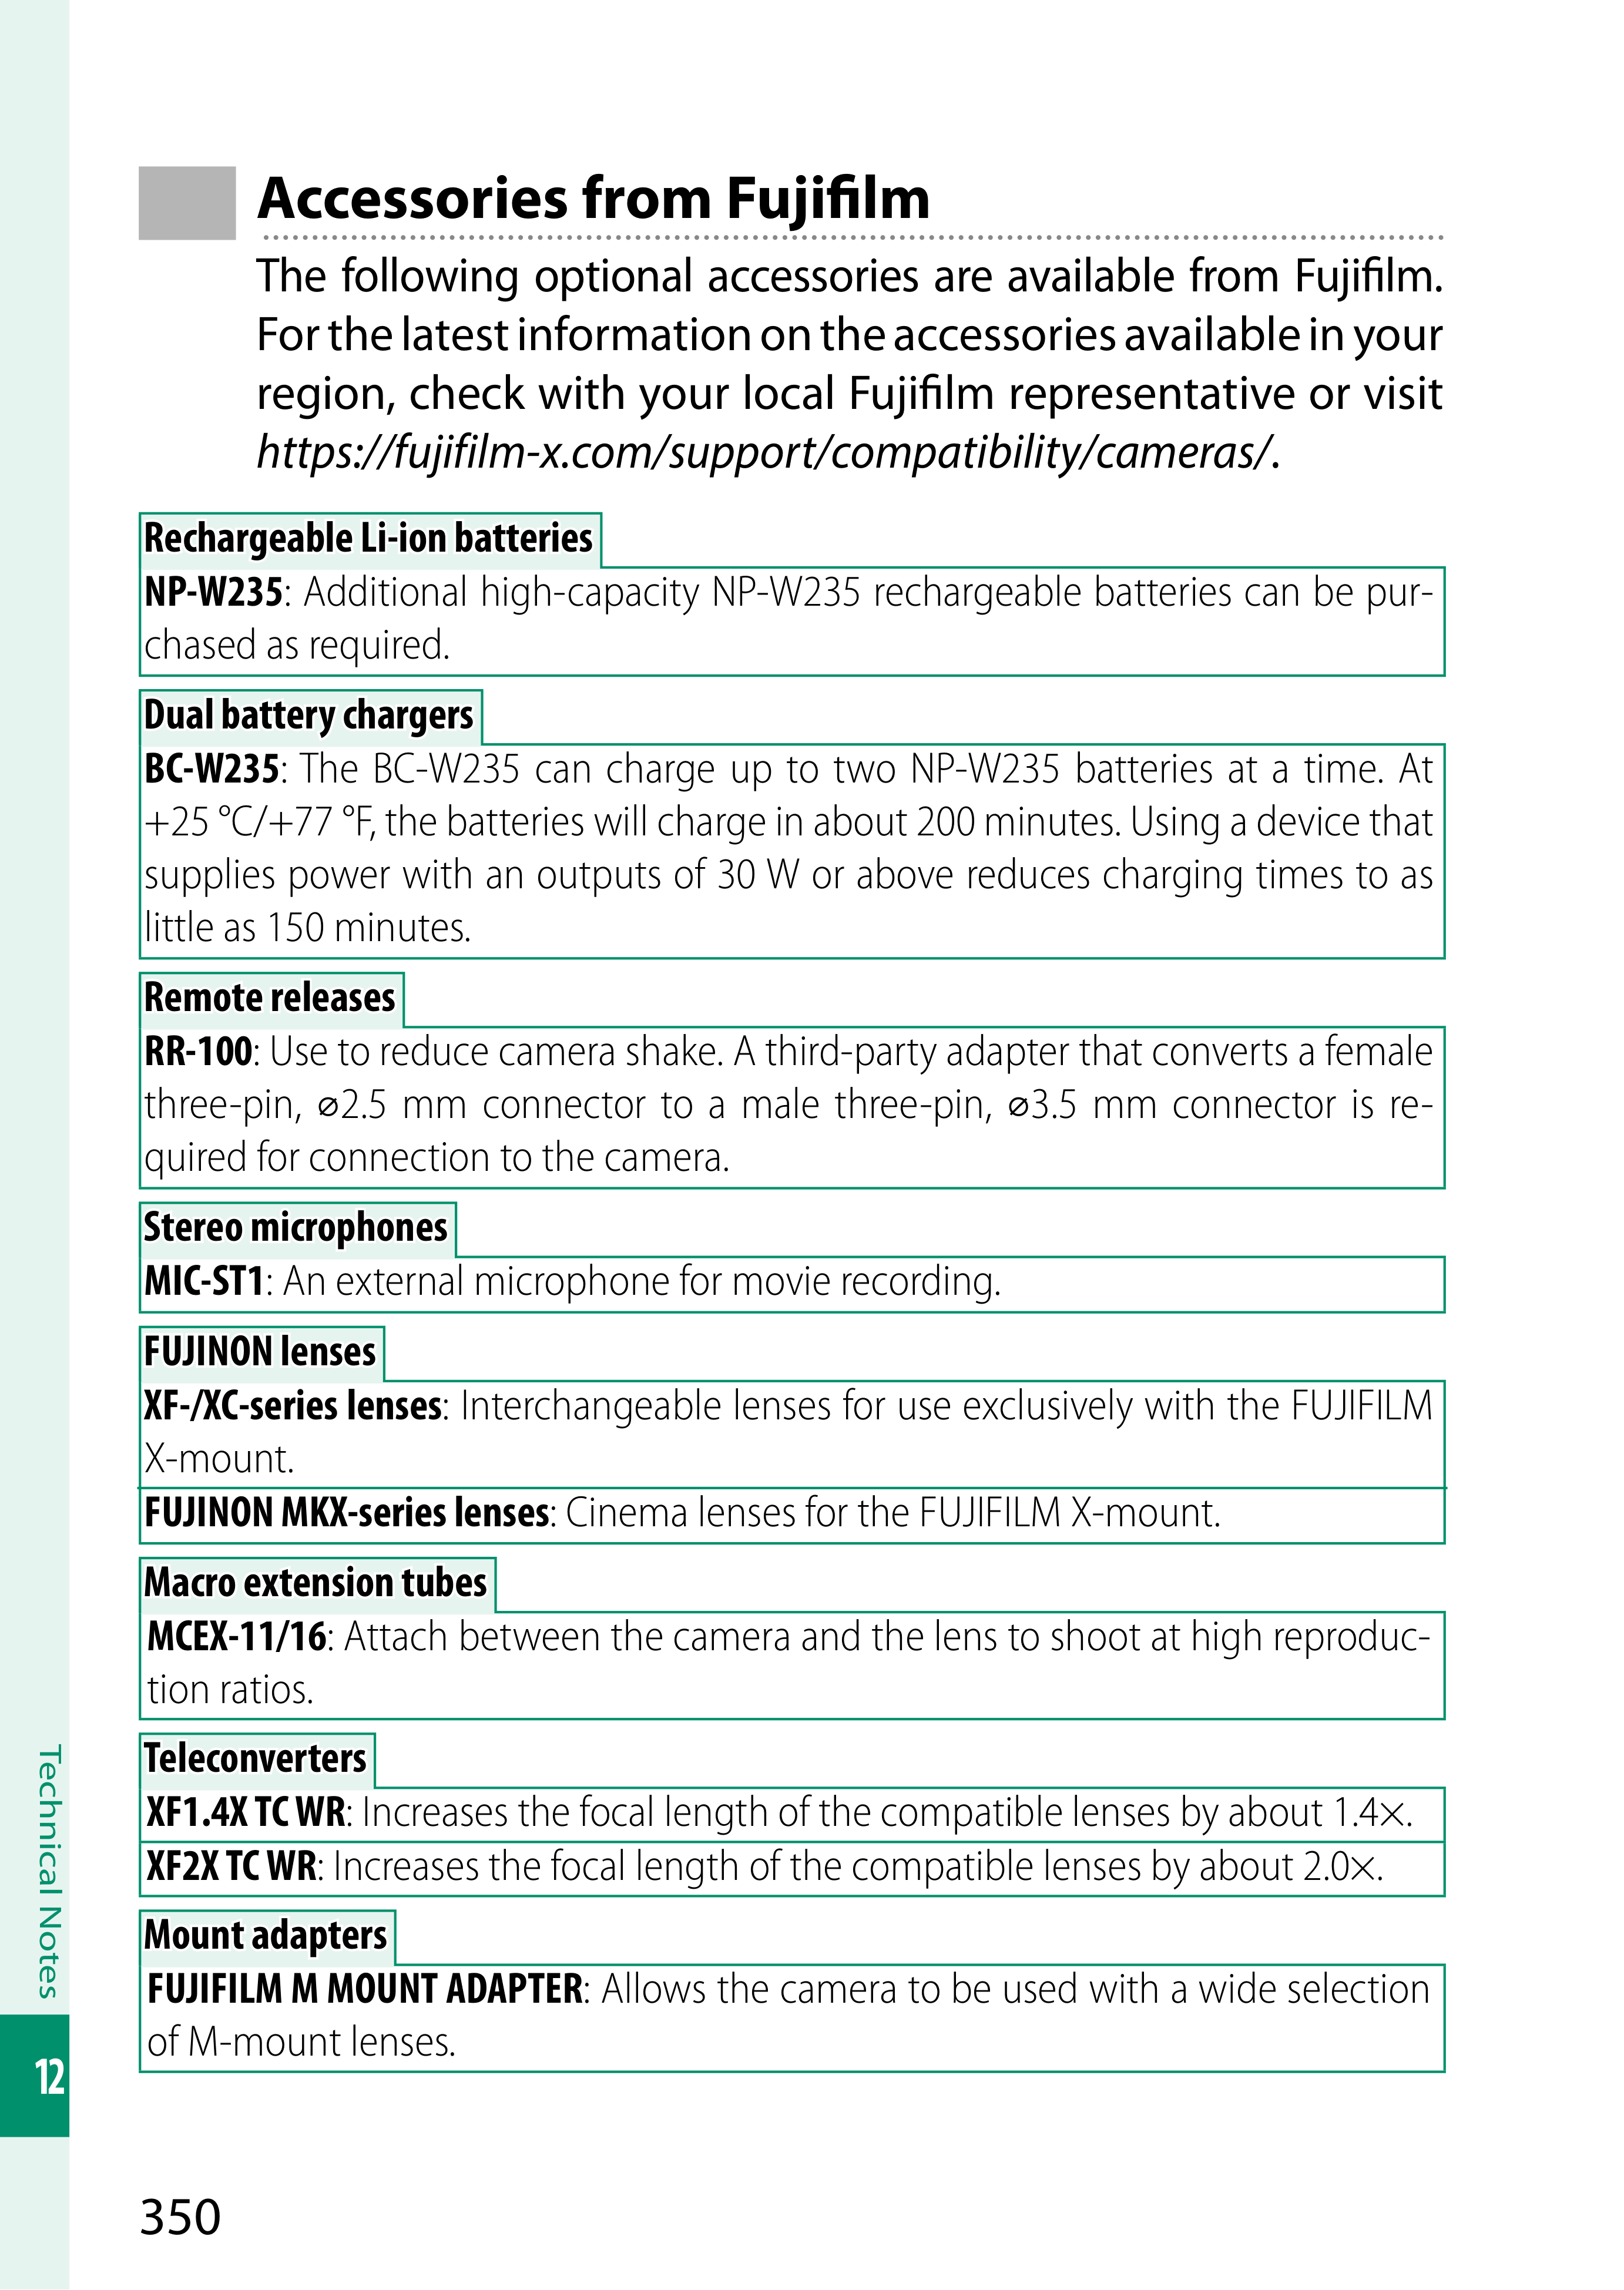 Accessories from Fujifilm
The following optional accessories are available from Fujifilm.
For the latest information on the accessories available in your
region, check with your local Fujifilm representative or visit
https://fujifilm-x.com/support/compatibility/cameras/.
Rechargeable Li-ion batteries
NP-W235: Additional high-capacity NP-W235 rechargeable batteries can be pur-
chased as required.
Dual battery chargers
BC-W235: The BC-W235 can charge up to two NP-W235 batteries at a time. At
+25 °C/+77 °F, the batteries will charge in about 200 minutes. Using a device that
supplies power with an outputs of 30 W or above reduces charging times to as
little as 150 minutes.
Remote releases
RR-100: Use to reduce camera shake. A third-party adapter that converts a female
three-pin, ⌀2.5 mm connector to a male three-pin, ⌀3.5 mm connector is re-
quired for connection to the camera.
Stereo microphones
MIC-ST1: An external microphone for movie recording.
FUJINON lenses
XF-/XC-series lenses: Interchangeable lenses for use exclusively with the FUJIFILM
X-mount.
FUJINON MKX-series lenses: Cinema lenses for the FUJIFILM X-mount.
Macro extension tubes
MCEX-11/16: Attach between the camera and the lens to shoot at high reproduc-
tion ratios.
Teleconverters
XF1.4X TC WR: Increases the focal length of the compatible lenses by about 1.4×.
XF2X TC WR: Increases the focal length of the compatible lenses by about 2.0×.
Mount adapters
FUJIFILM M MOUNT ADAPTER: Allows the camera to be used with a wide selection
of M-mount lenses.
Technical Notes
12
350